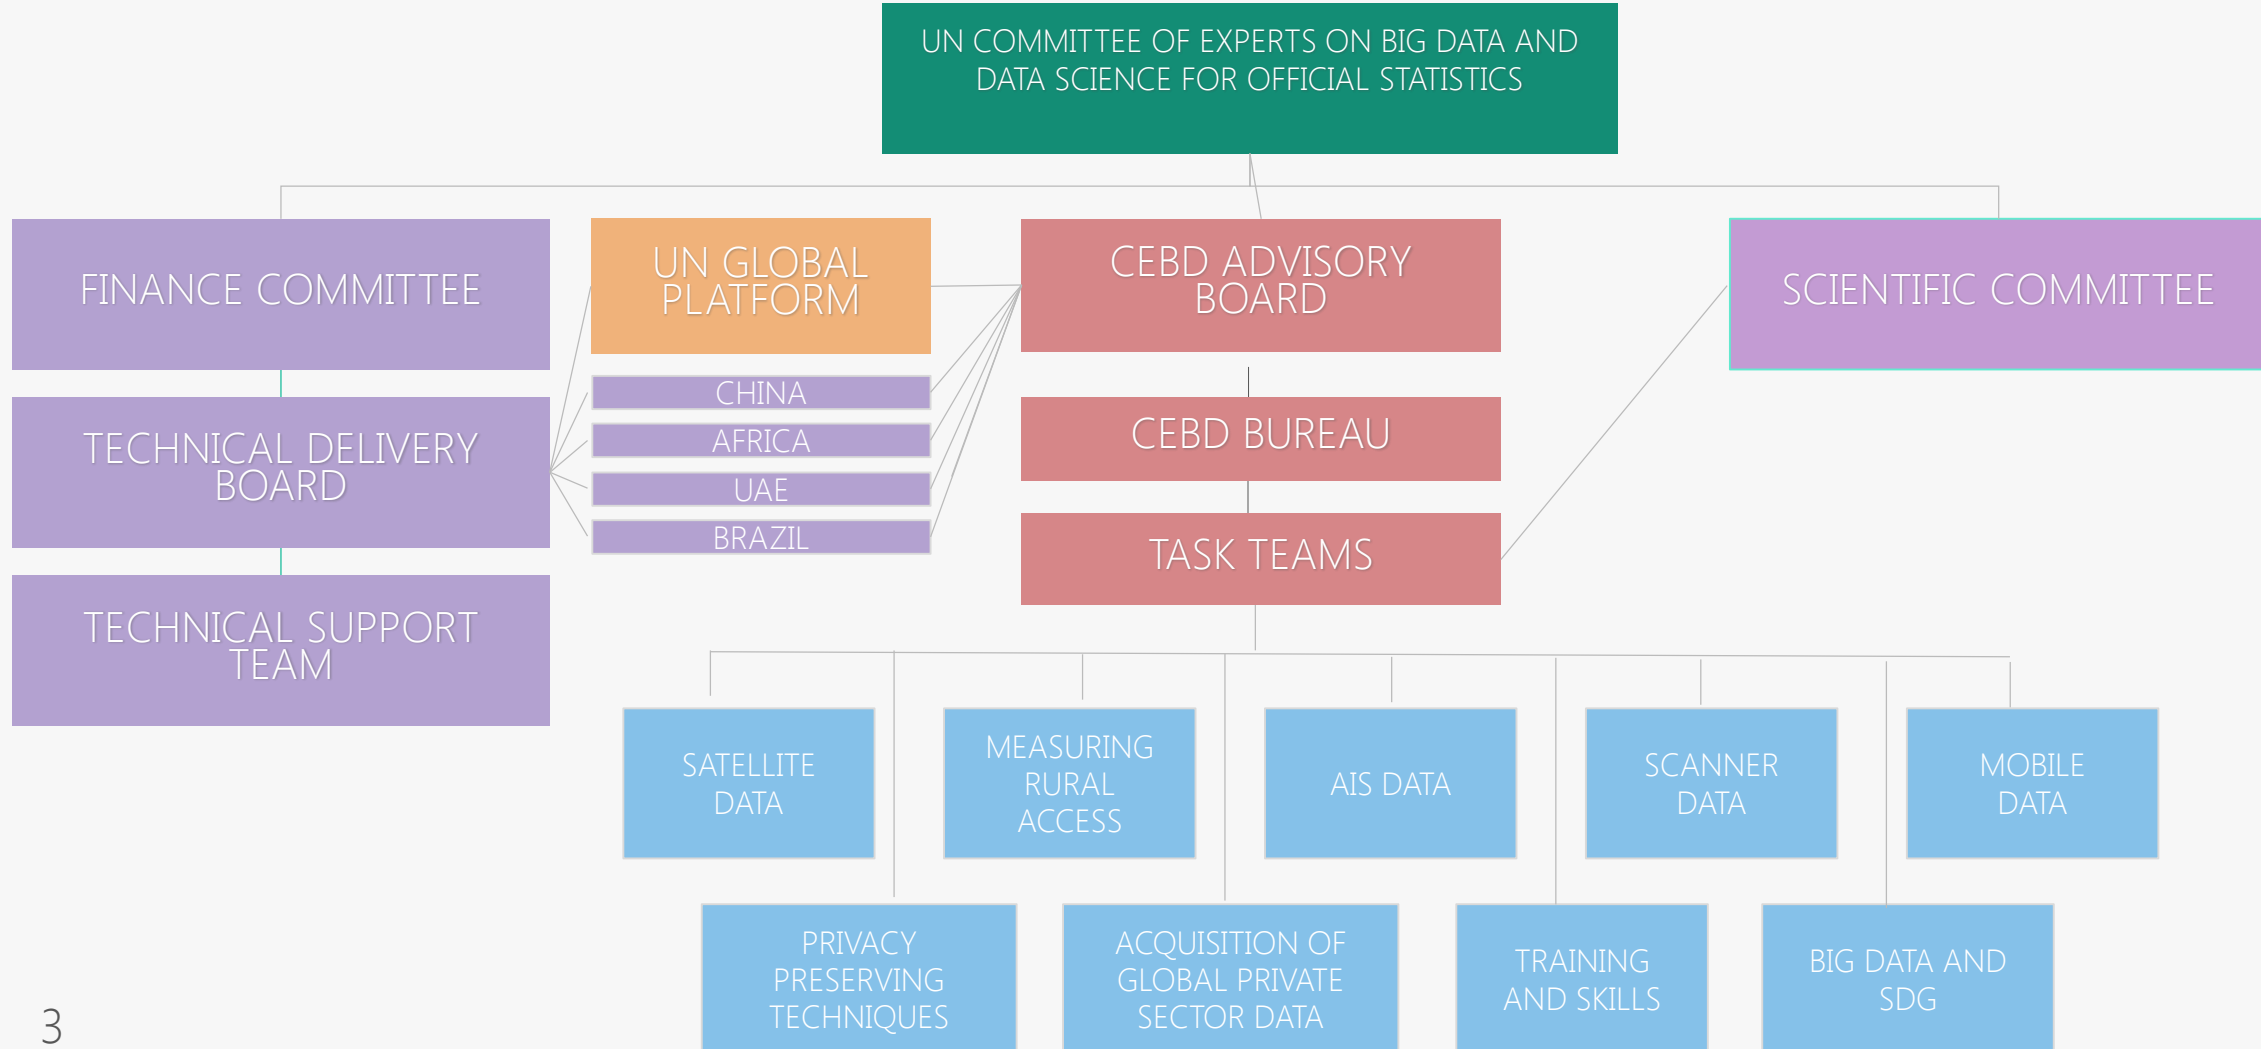 UN COMMITTEE OF EXPERTS ON BIG DATA AND
DATA SCIENCE FOR OFFICIAL STATISTICS
FINANCE COMMITTEE
UN GLOBAL
PLATFORM
CEBD ADVISORY
BOARD
SCIENTIFIC COMMITTEE
CHINA
AFRICA
UAE
BRAZIL
TECHNICAL DELIVERY
BOARD
CEBD BUREAU
TASK TEAMS
TECHNICAL SUPPORT
TEAM
SATELLITE
DATA
MEASURING
RURAL
ACCESS
AIS DATA
SCANNER
DATA
MOBILE
DATA
PRIVACY
PRESERVING
TECHNIQUES
ACQUISITION OF
GLOBAL PRIVATE
SECTOR DATA
TRAINING
AND SKILLS
BIG DATA AND
SDG
3